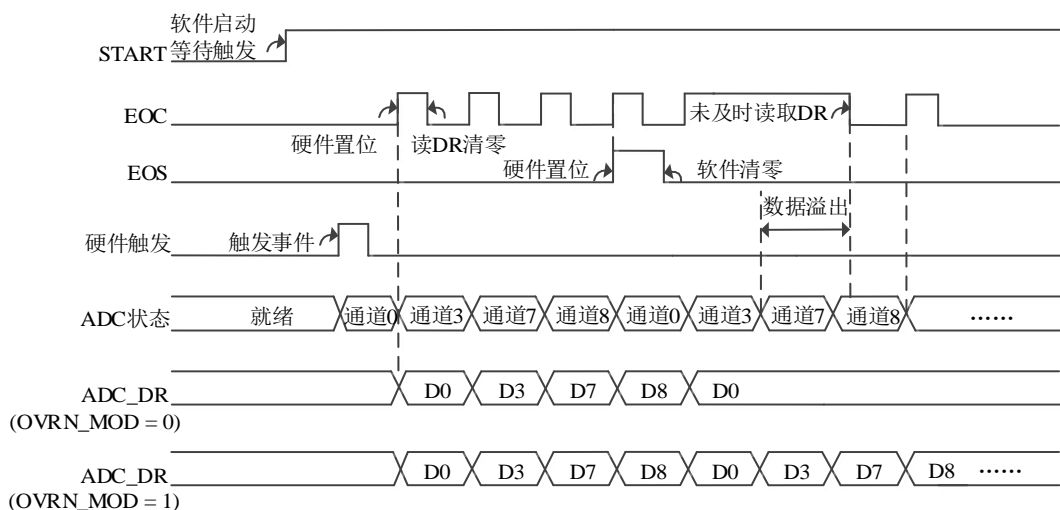 软件启动
START 等待触发
EOC 未及时读取DR
硬件置位 读DR清零
EOS 硬件置位 软件清零
数据溢出
硬件触发 触发事件
ADC状态 就绪 通道0 通道3 通道7 通道8 通道0 通道3 通道7 通道8 ……
ADC_DR D0 D3 D7 D8 D0
(OVRN_MOD = 0)
ADC_DR D0 D3 D7 D8 D0 D3 D7 D8 ……
(OVRN_MOD = 1)